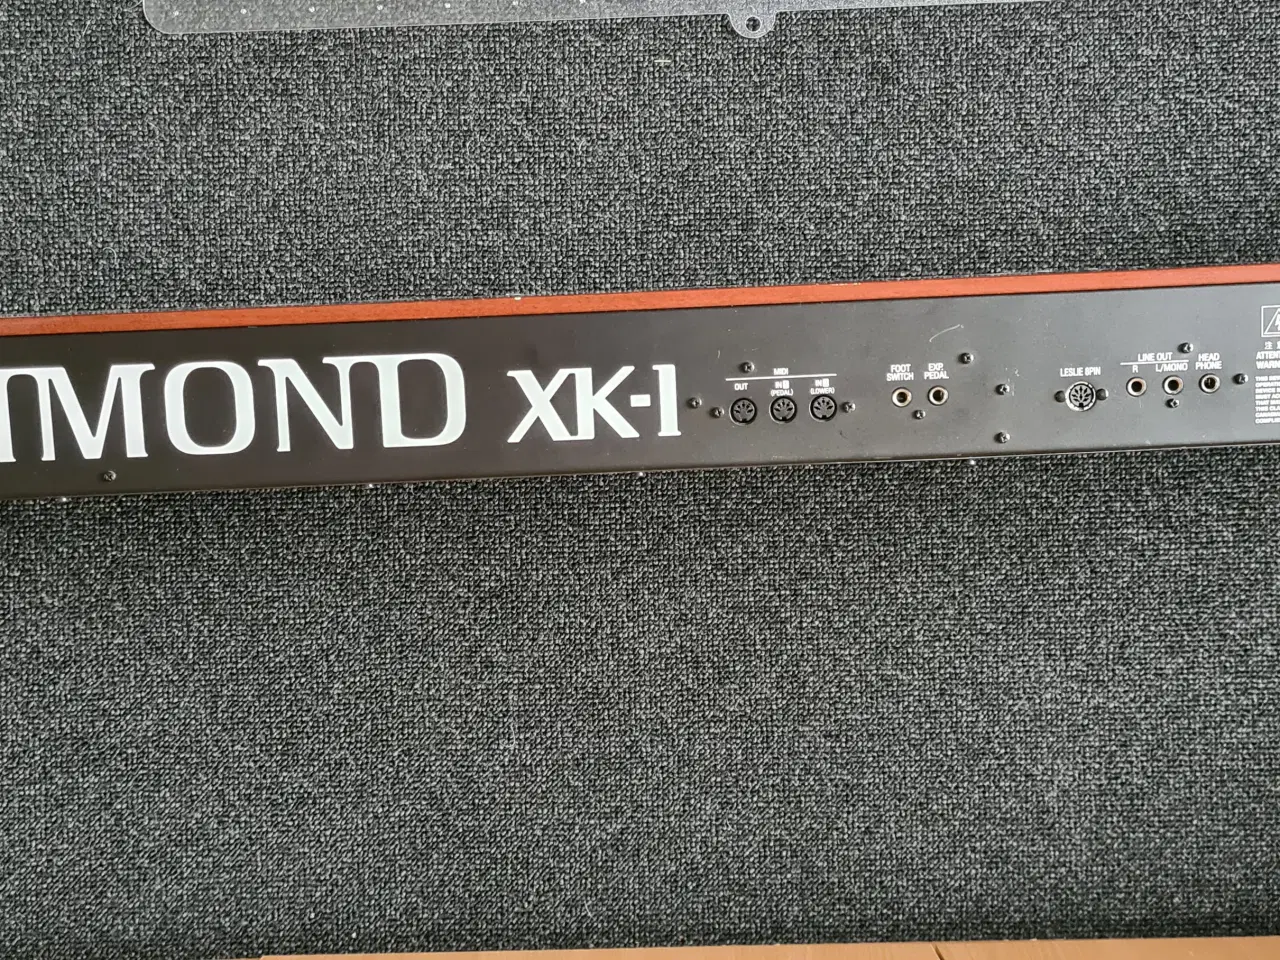 MMOND XK-1
MIDI
OUT
IN
(PEDAL)
IN
(LOWER)
FOOT
SWITCH
EXP.
PEDAL
LESLIE 8PIN
LINE OUT
R
L/MONO
HEAD
PHONE